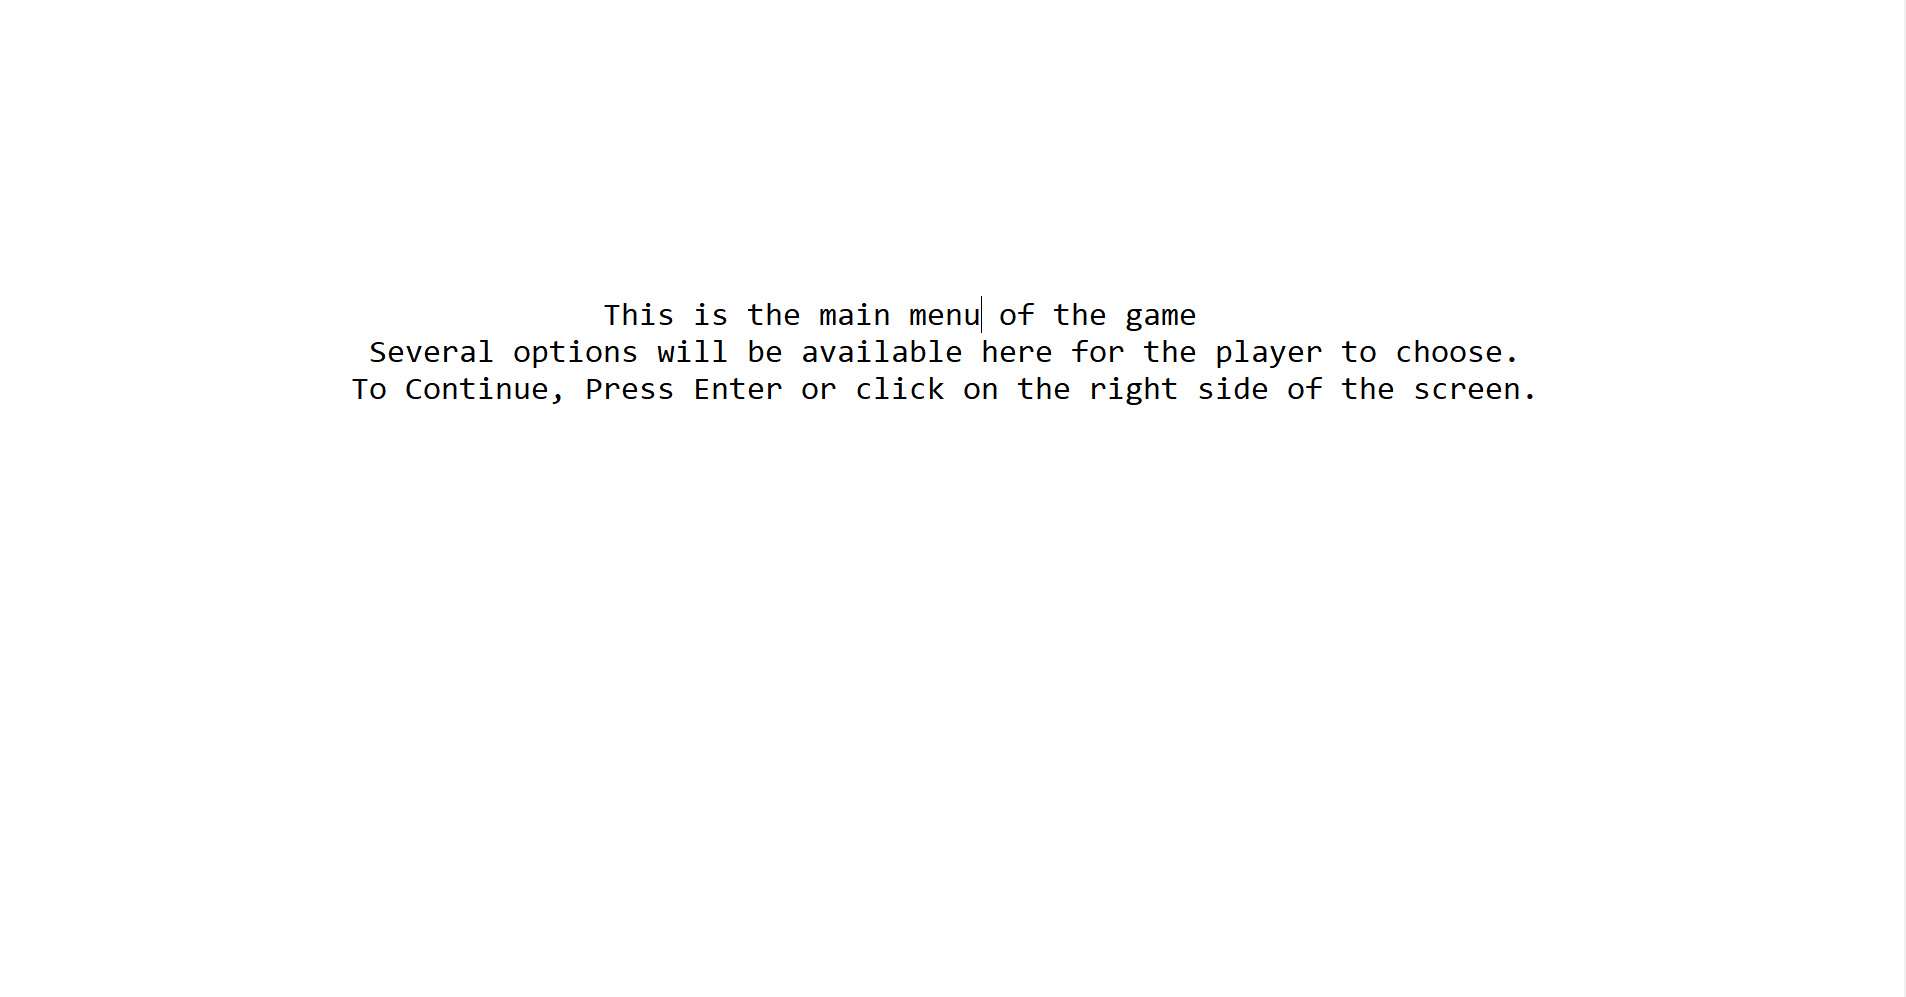 This is the main menu of the game
Several options will be available here for the player to choose.
To Continue, Press Enter or click on the right side of the screen.